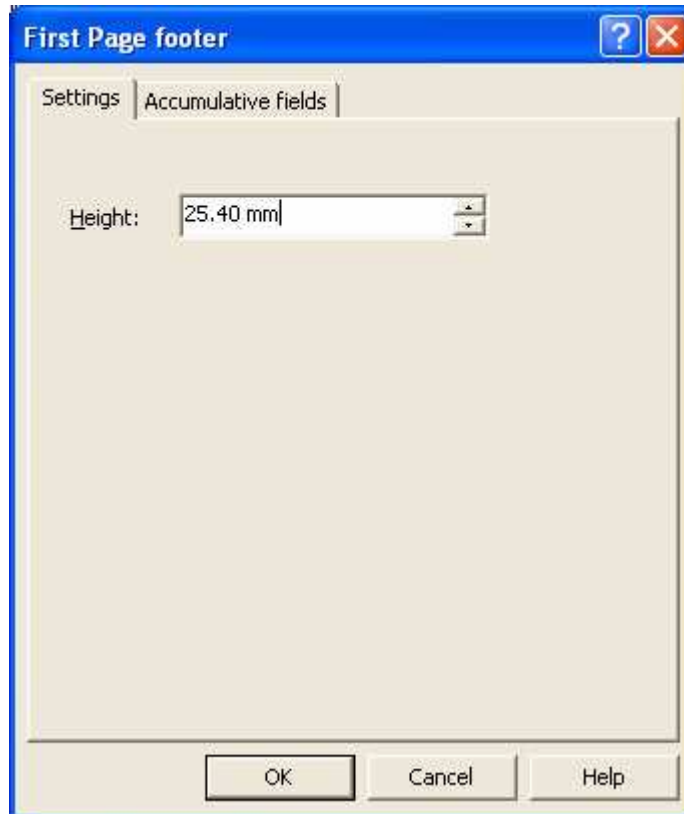 First Page footer
Settings Accumulative fields
Height: 25.40 mm
OK Cancel Help